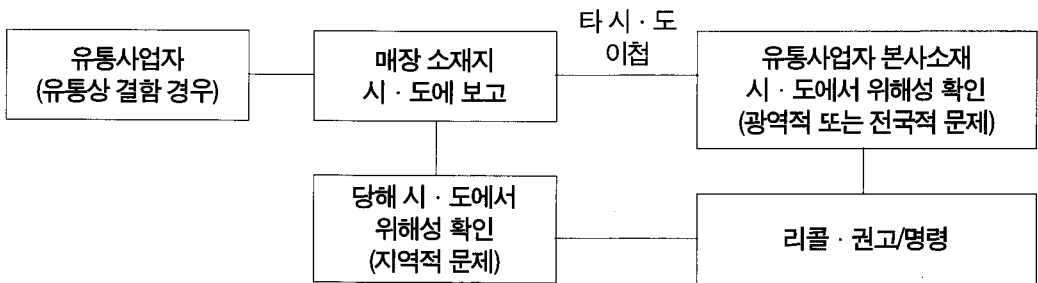 유통사업자
(유통상 결함 경우)
매장 소재지
시 · 도에 보고
타 시 · 도
이첩
유통사업자 본사소재
시 · 도에서 위해성 확인
(광역적 또는 전국적 문제)
당해 시 · 도에서
위해성 확인
(지역적 문제)
리콜 · 권고/명령